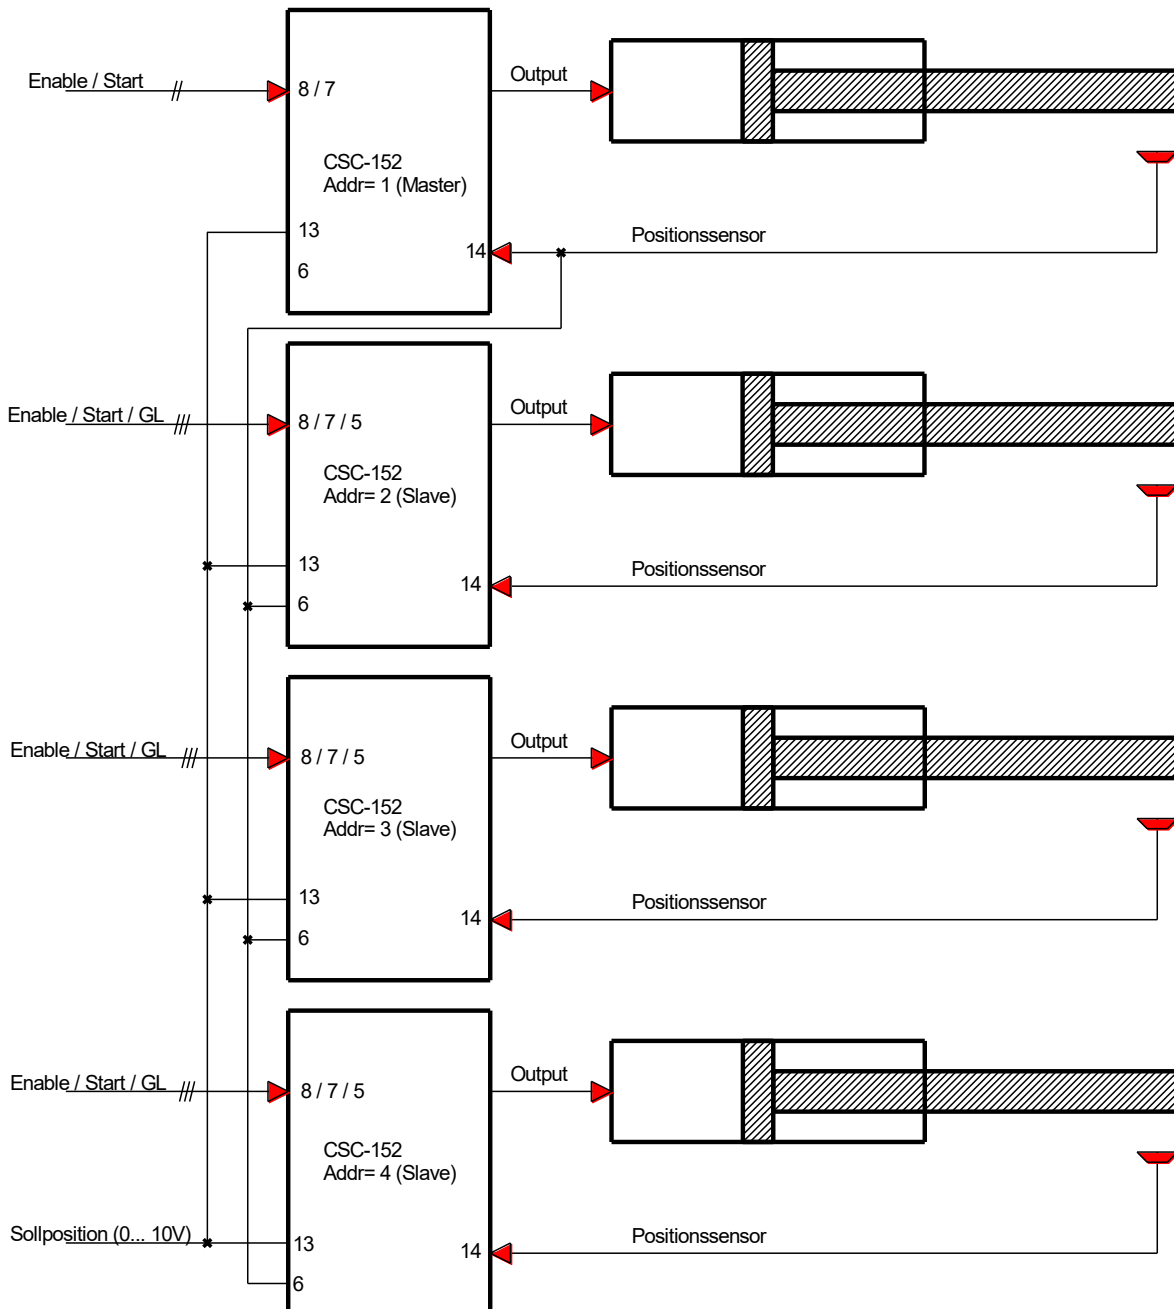 Enable / Start
8 / 7
Output
CSC-152
Addr= 1 (Master)
13
14
Positionssensor
6
Enable / Start / GL
8 / 7 / 5
Output
CSC-152
Addr= 2 (Slave)
13
14
Positionssensor
6
Enable / Start / GL
8 / 7 / 5
Output
CSC-152
Addr= 3 (Slave)
13
14
Positionssensor
6
Enable / Start / GL
8 / 7 / 5
Output
CSC-152
Addr= 4 (Slave)
Sollposition (0... 10V)
13
14
Positionssensor
6